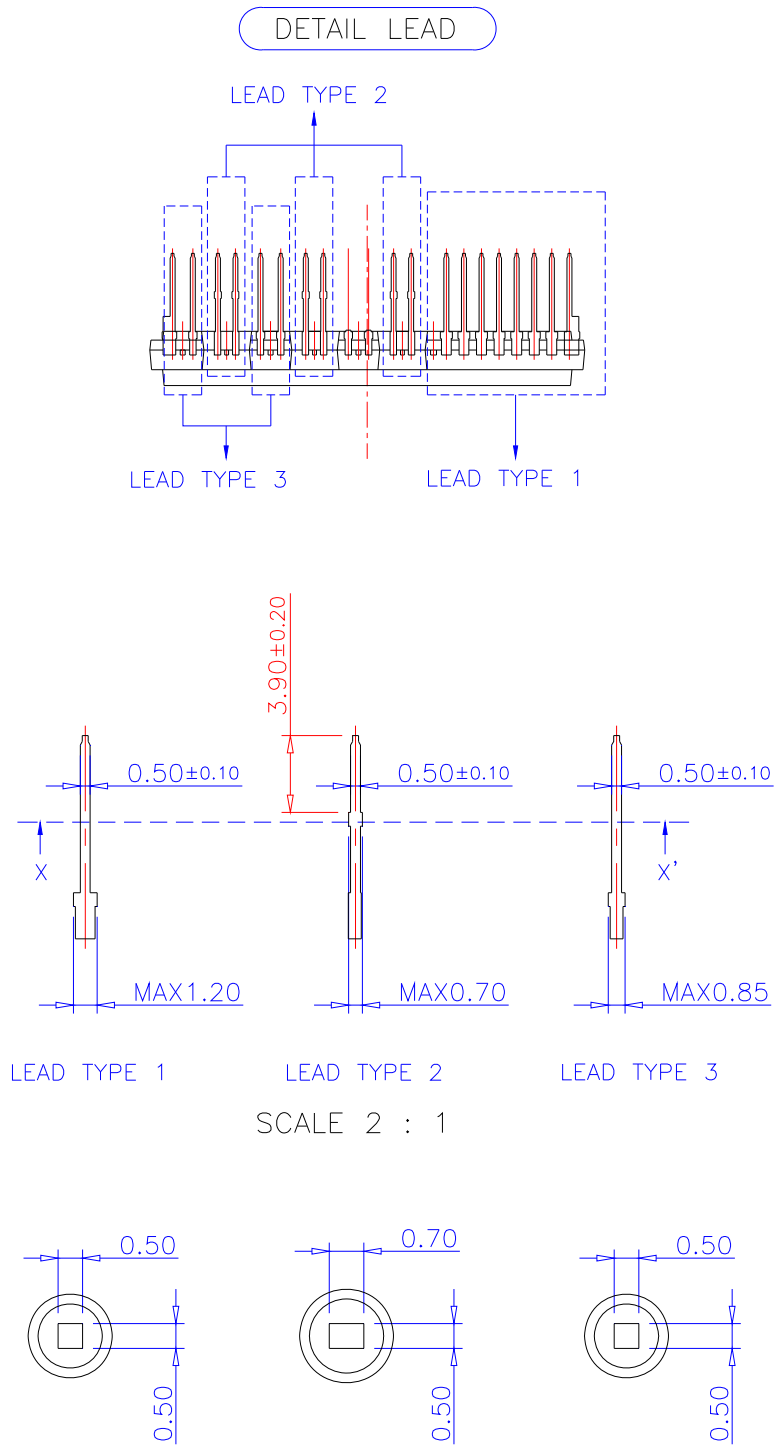 DETAIL LEAD
LEAD TYPE 2
LEAD TYPE 3
LEAD TYPE 1
3.90±0.20
0.50±0.10
0.50±0.10
0.50±0.10
X
X'
MAX1.20
MAX0.70
MAX0.85
LEAD TYPE 1
LEAD TYPE 2
LEAD TYPE 3
SCALE 2 : 1
0.50
0.70
0.50
0.50
0.50
0.50